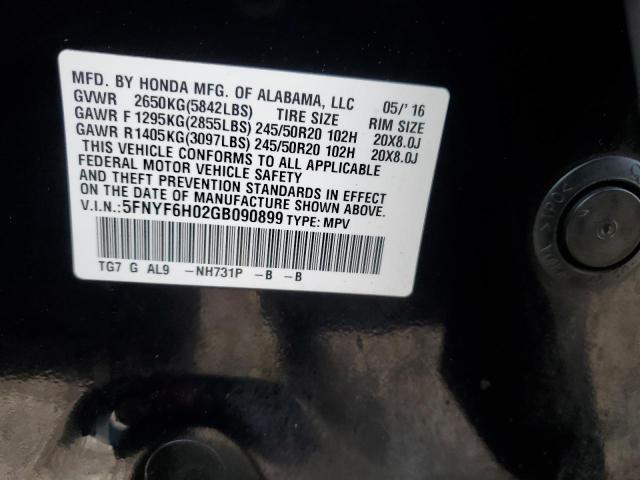 MFD. BY HONDA MFG. OF ALABAMA, LLC 05/' 16
GVWR 2650KG(5842LBS) TIRE SIZE RIM SIZE
GAWR F 1295KG(2855LBS) 245/50R20 102H 20X8.0J
GAWR R 1405KG(3097LBS) 245/50R20 102H 20X8.0J
THIS VEHICLE CONFORMS TO ALL APPLICABLE
FEDERAL MOTOR VEHICLE SAFETY
AND THEFT PREVENTION STANDARDS IN EFFECT
ON THE DATE OF MANUFACTURE SHOWN ABOVE.
V.I.N.:5FNYF6H02GB090899 TYPE: MPV
TG7 G AL9 -NH731P -B -B